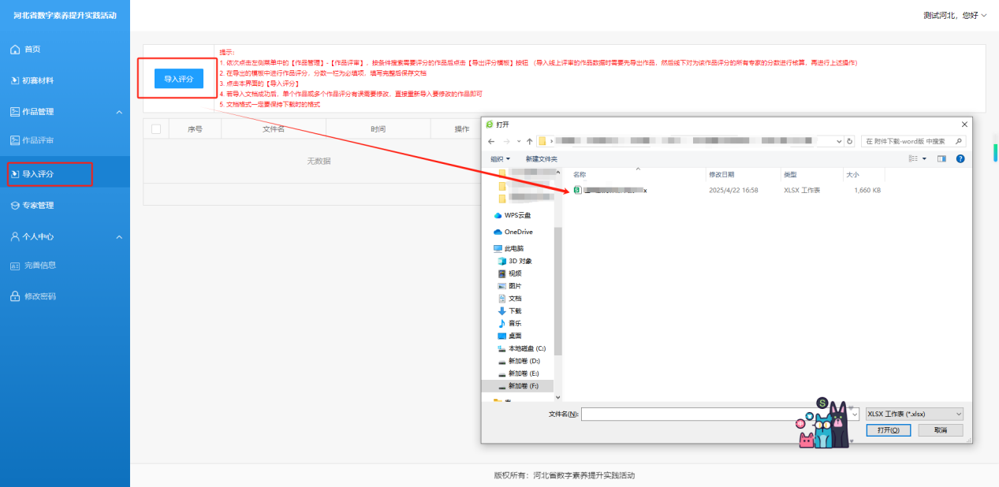 河北省数字素养提升实践活动
测试河北，您好
首页
初赛材料
作品管理
作品评审
导入评分
专家管理
个人中心
完善信息
修改密码
导入评分
提示：
1. 依次点击左侧菜单中的【作品管理】-【作品评审】，按条件搜索需要评分的作品后点击【导出评分模板】按钮 （导入线上评审的作品数据时需要先导出作品，然后线下对为该作品评分的所有专家的分数进行核算，再进行上述操作）
2. 在导出的模板中进行作品评分，分数一栏为必填项，填写完整后保存文档
3. 点击本界面的【导入评分】
4. 若导入文档成功后，单个作品或多个作品评分有误需要修改，直接重新导入要修改的作品即可
5. 文档格式一定要保持下载时的格式
序号 文件名 时间 操作
无数据
打开
在 附件下载-word版 中搜索
组织 新建文件夹
名称 修改日期 类型 大小
x 2025/4/22 16:58 XLSX 工作表 1,660 KB
WPS云盘
OneDrive
此电脑
3D 对象
视频
图片
文档
下载
音乐
桌面
本地磁盘 (C:)
新加卷 (D:)
新加卷 (E:)
新加卷 (F:)
文件名(N): XLSX 工作表 (*.xlsx)
打开(O) 取消
版权所有：河北省数字素养提升实践活动